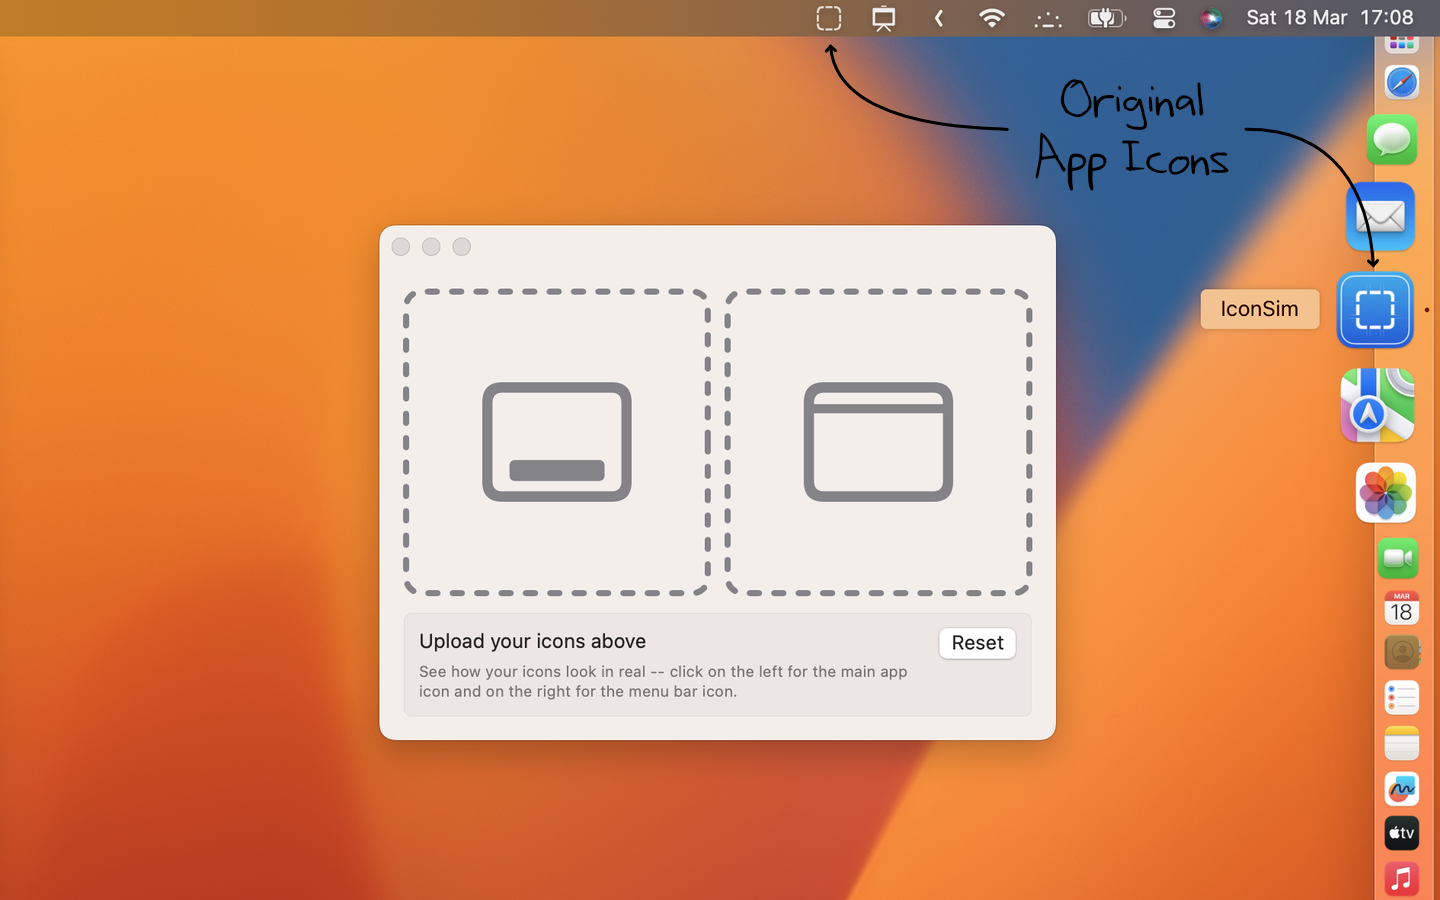 Sat 18 Mar 17:08
Original
App Icons
IconSim
Upload your icons above
Reset
See how your icons look in real -- click on the left for the main app
icon and on the right for the menu bar icon.
MAR
18
tv